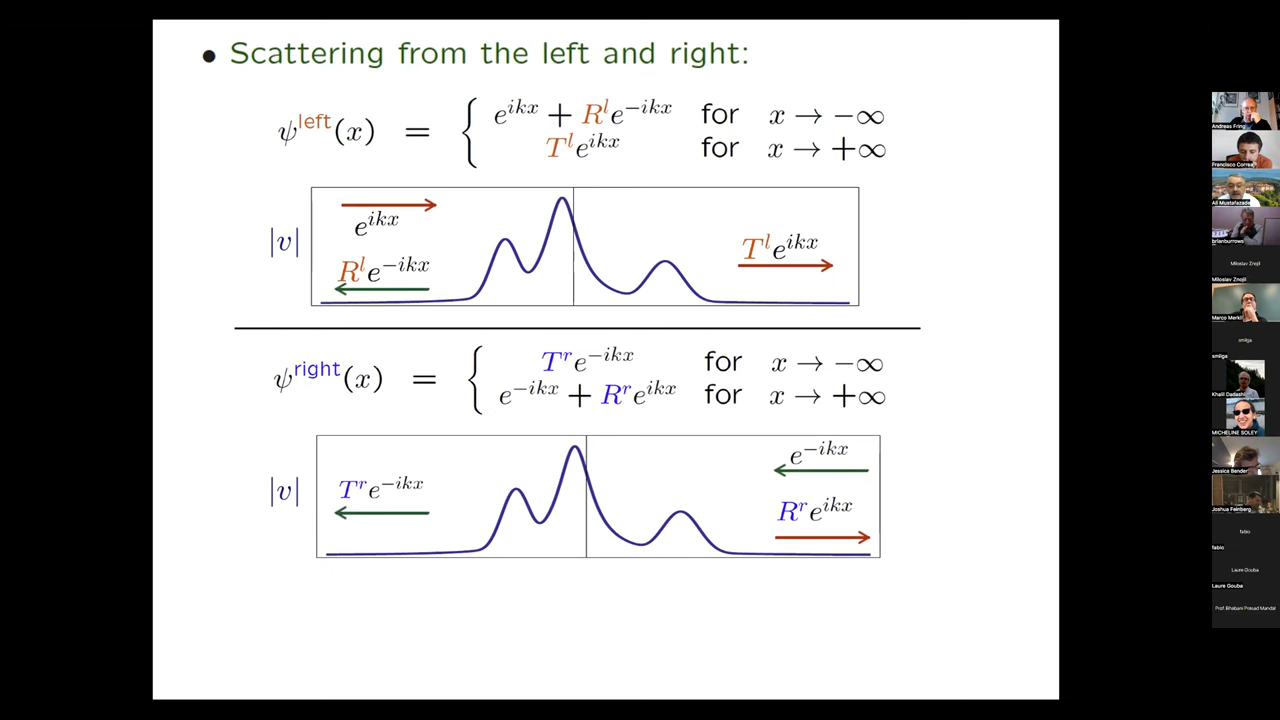 • Scattering from the left and right:
ψ^left(x) = { e^{ikx} + R^l e^{−ikx} for x → −∞
T^l e^{ikx} for x → +∞
|v|
e^{ikx}
R^l e^{−ikx}
T^l e^{ikx}
ψ^right(x) = { T^r e^{−ikx} for x → −∞
e^{−ikx} + R^r e^{ikx} for x → +∞
|v|
T^r e^{−ikx}
e^{−ikx}
R^r e^{ikx}
Andreas Fring
Francisco Correa
Ali Mostafazade
brianburrows
Miloslav Znojil
Miloslav Znojil
Marco Merkli
smilga
smilga
Khalil Dadashi
MICHELINE SOLEY
Jessica Bender
Joshua Feinberg
fabio
fabio
Laure Gouba
Laure Gouba
Prof. Bhabani Prasad Mandal